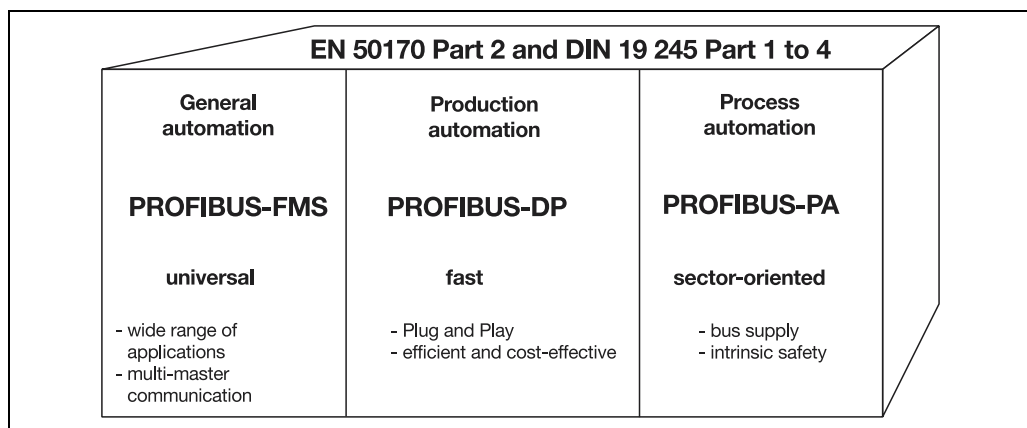 EN 50170 Part 2 and DIN 19 245 Part 1 to 4
General
automation
PROFIBUS-FMS
universal
- wide range of
applications
- multi-master
communication
Production
automation
PROFIBUS-DP
fast
- Plug and Play
- efficient and cost-effective
Process
automation
PROFIBUS-PA
sector-oriented
- bus supply
- intrinsic safety